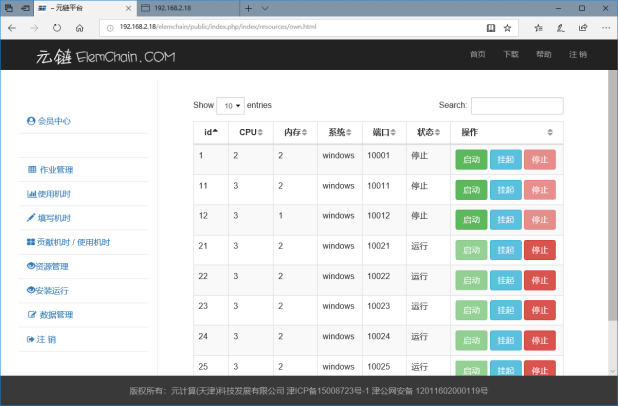 – 元链平台
192.168.2.18
192.168.2.18/elemchain/public/index.php/index/resources/own.html
元链 ElemChain.COM
首页 下载 帮助 注 销
会员中心
作业管理
使用机时
填写机时
贡献机时 / 使用机时
资源管理
安装运行
数据管理
注 销
Show 10 entries
Search:
id CPU 内存 系统 端口 状态 操作
1 2 2 windows 10001 停止 启动 挂起 停止
11 3 2 windows 10011 停止 启动 挂起 停止
12 3 1 windows 10012 停止 启动 挂起 停止
21 3 2 windows 10021 运行 启动 挂起 停止
22 3 2 windows 10022 运行 启动 挂起 停止
23 3 2 windows 10023 运行 启动 挂起 停止
24 3 2 windows 10024 运行 启动 挂起 停止
25 3 2 windows 10025 运行 启动 挂起 停止
版权所有：元计算(天津)科技发展有限公司 津ICP备15008723号-1 津公网安备 12011602000119号